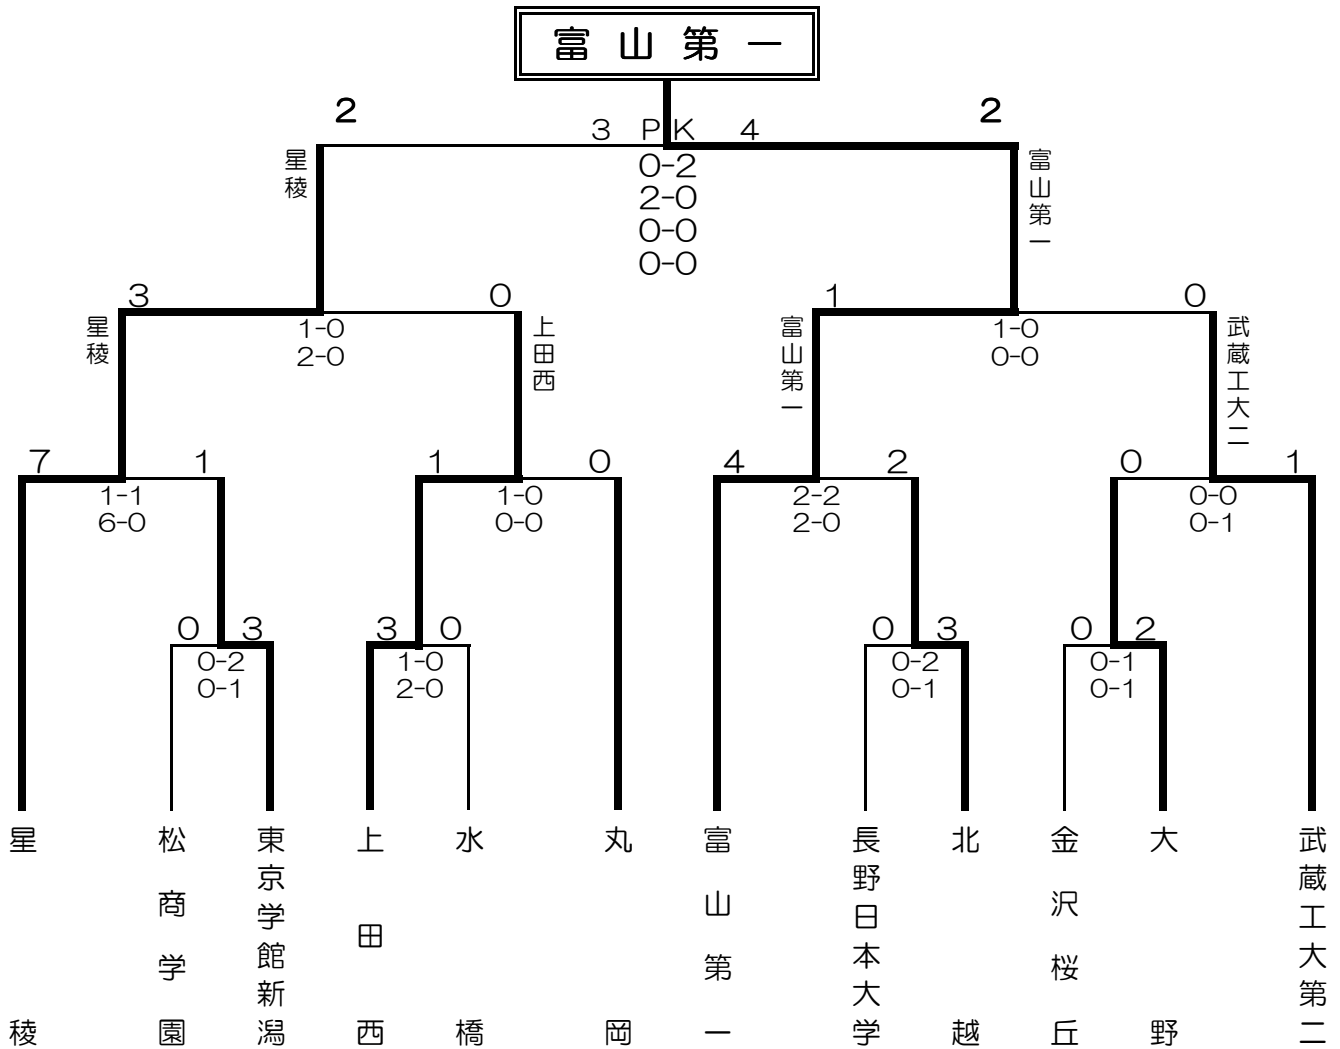 富山第一
2 2
3 PK 4
0-2
2-0
0-0
0-0
星稜
富山第一
3 0
1-0
2-0
1 0
1-0
0-0
星稜
上田西
富山第一
武蔵工大二
7 1
1-1
6-0
1 0
1-0
0-0
4 2
2-2
2-0
0 1
0-0
0-1
0 3
0-2
0-1
3 0
1-0
2-0
0 3
0-2
0-1
0 2
0-1
0-1
星稜
松商学園
東京学館新潟
上田西
水橋
丸岡
富山第一
長野日本大学
北越
金沢桜丘
大野
武蔵工大第二